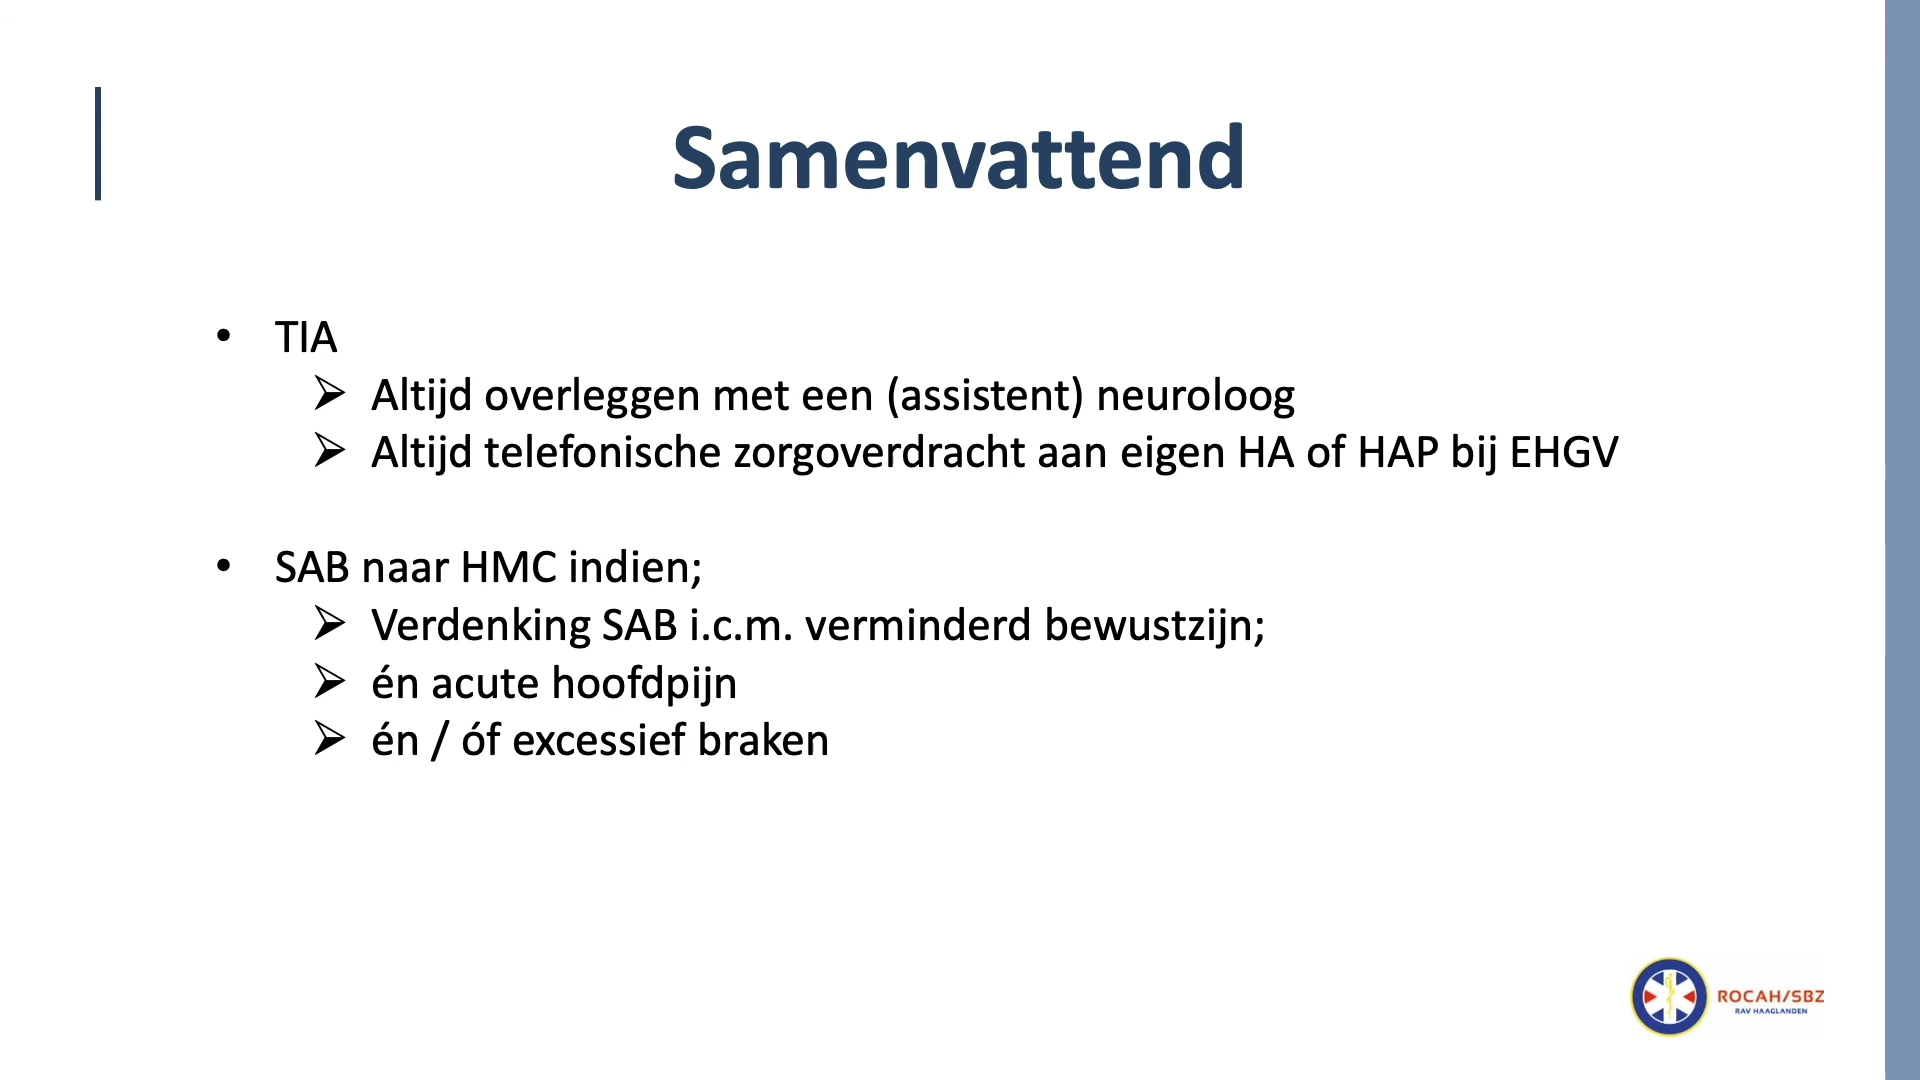 Samenvattend
• TIA
➢ Altijd overleggen met een (assistent) neuroloog
➢ Altijd telefonische zorgoverdracht aan eigen HA of HAP bij EHGV
• SAB naar HMC indien;
➢ Verdenking SAB i.c.m. verminderd bewustzijn;
➢ én acute hoofdpijn
➢ én / óf excessief braken
ROCAH/SBZ
RAV HAAGLANDEN